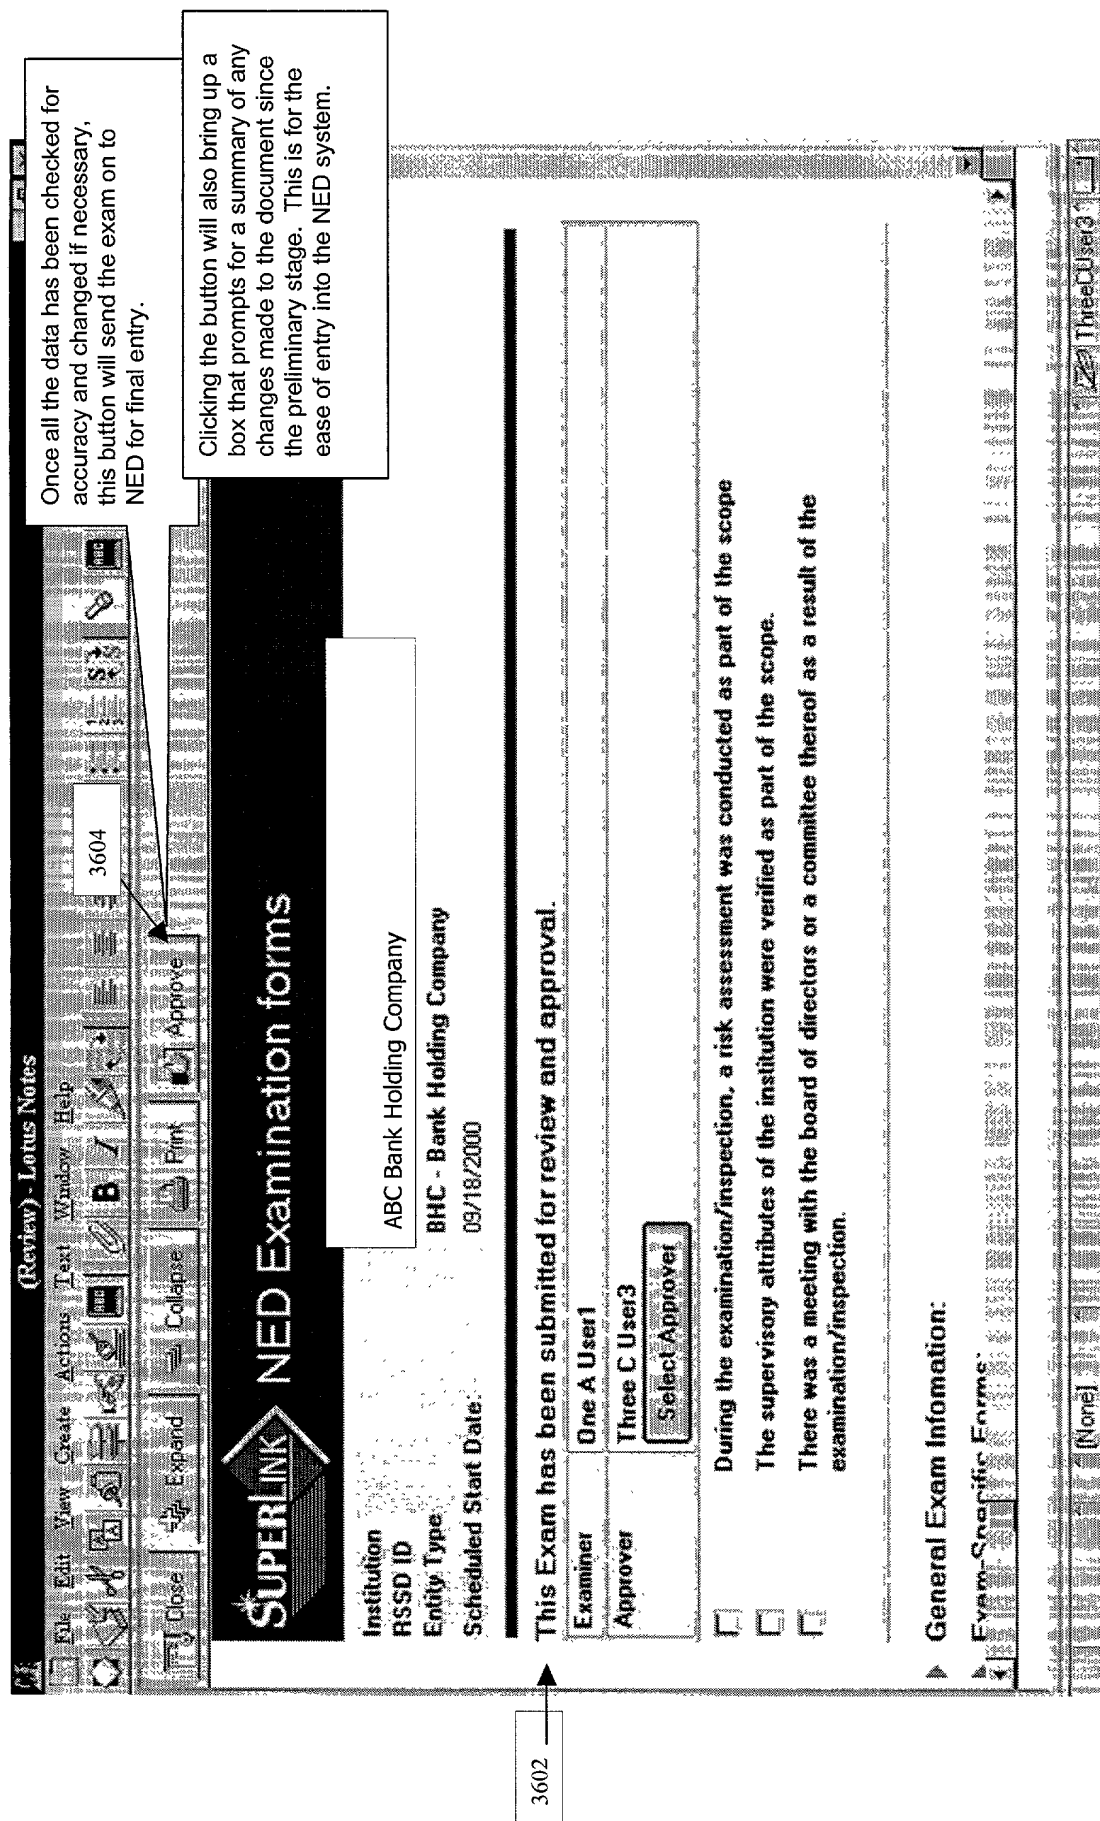 (Review) - Lotus Notes
File Edit View Create Actions Text Window Help
Close Expand Collapse Print Approve
3604
Once all the data has been checked for
accuracy and changed if necessary,
this button will send the exam on to
NED for final entry.
Clicking the button will also bring up a
box that prompts for a summary of any
changes made to the document since
the preliminary stage. This is for the
ease of entry into the NED system.
SUPERLINK NED Examination forms
Institution ABC Bank Holding Company
RSSD ID
Entity Type BHC - Bank Holding Company
Scheduled Start Date: 09/18/2000
3602
This Exam has been submitted for review and approval.
Examiner One A User1
Approver Three C User3
Select Approver
During the examination/inspection, a risk assessment was conducted as part of the scope
The supervisory attributes of the institution were verified as part of the scope.
There was a meeting with the board of directors or a committee thereof as a result of the
examination/inspection.
General Exam Infomation:
Exam-Specific Forms:
[None] ThreeCUser3